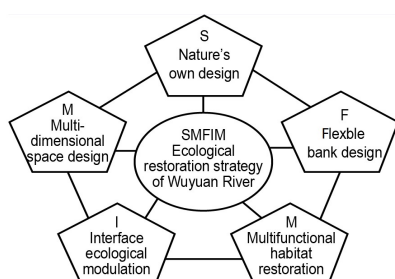 S
Nature's
own design
M
Multi-
dimensional
space design
SMFIM
Ecological
restoration strategy
of Wuyuan River
F
Flexble
bank design
I
Interface
ecological
modulation
M
Multifunctional
habitat
restoration